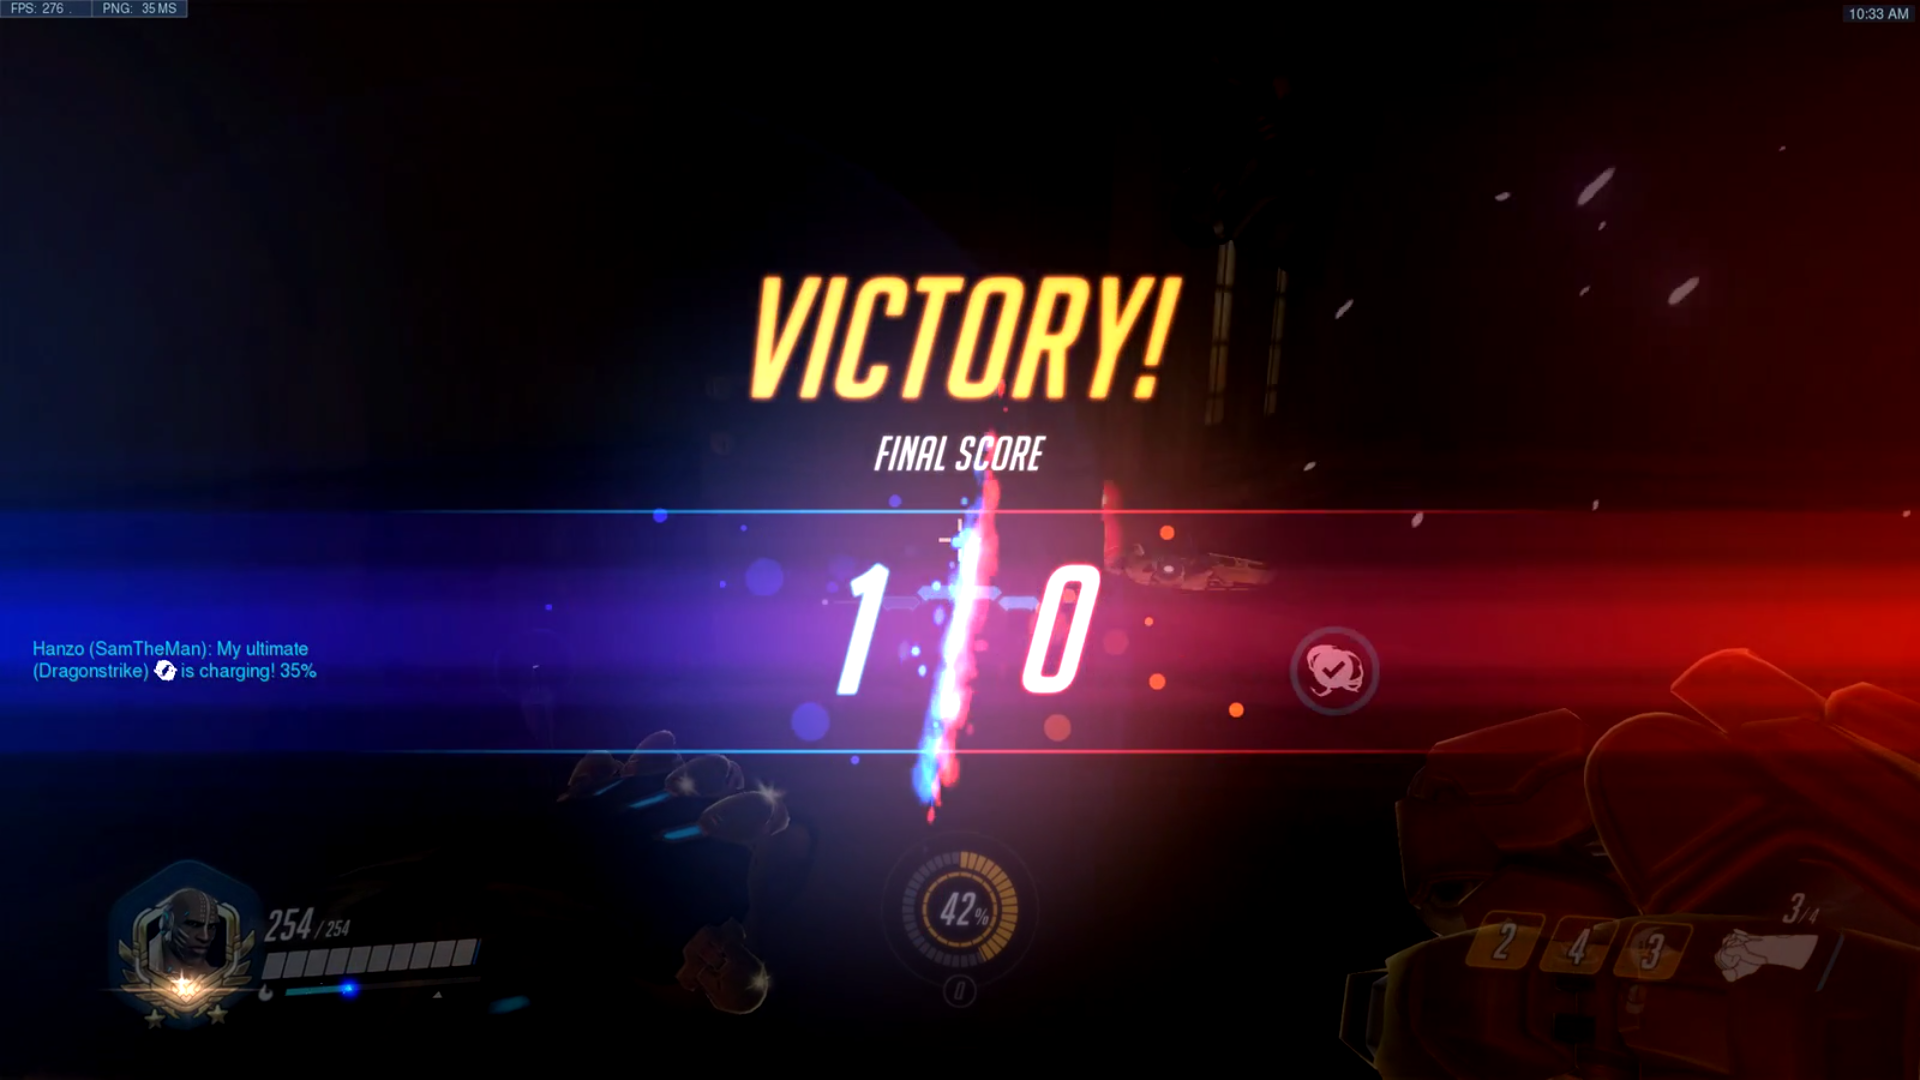 FPS: 276 . PNG: 35 MS
10:33 AM
VICTORY!
FINAL SCORE
1 0
Hanzo (SamTheMan): My ultimate
(Dragonstrike) is charging! 35%
254/254
42%
0
2 4 3
3/4